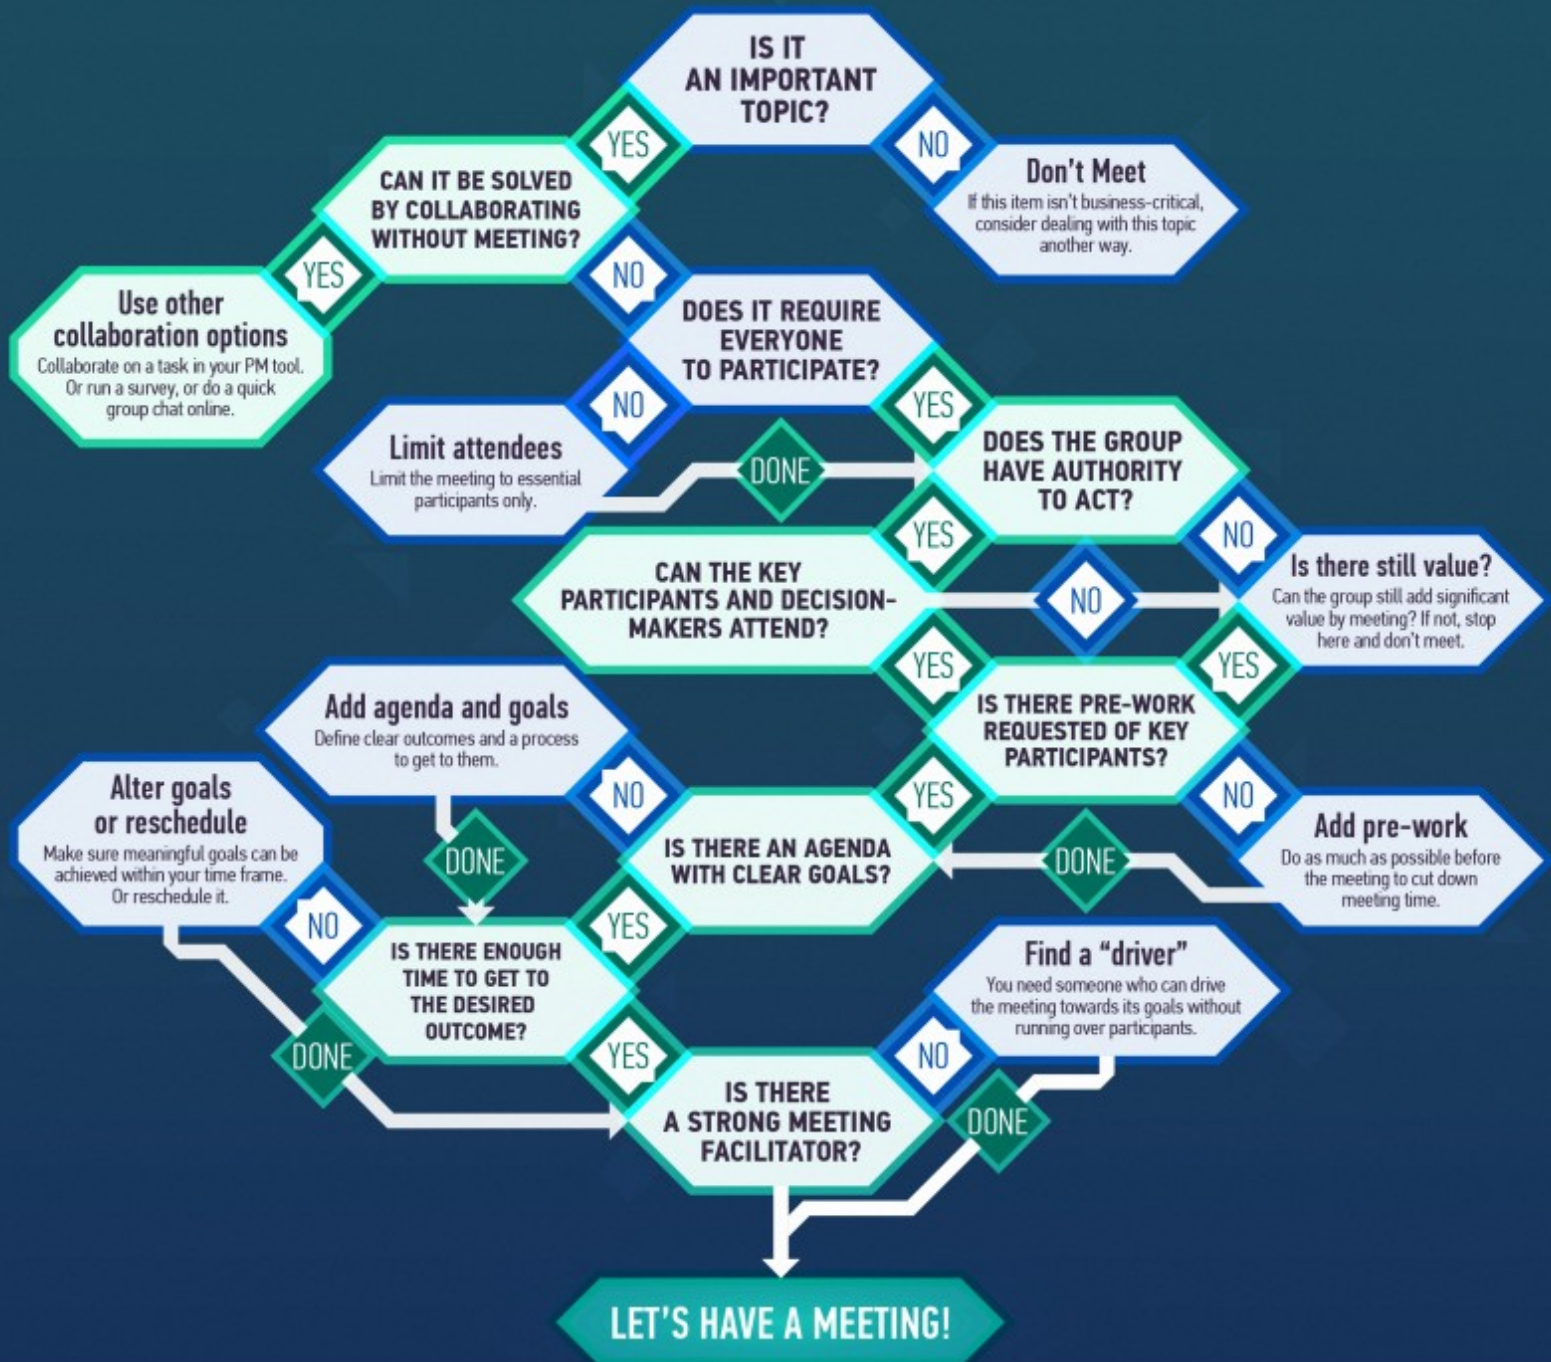 IS IT
AN IMPORTANT
TOPIC?
YES
NO
CAN IT BE SOLVED
BY COLLABORATING
WITHOUT MEETING?
Don't Meet
If this item isn't business-critical,
consider dealing with this topic
another way.
YES
NO
Use other
collaboration options
Collaborate on a task in your PM tool.
Or run a survey, or do a quick
group chat online.
DOES IT REQUIRE
EVERYONE
TO PARTICIPATE?
NO
YES
Limit attendees
Limit the meeting to essential
participants only.
DONE
DOES THE GROUP
HAVE AUTHORITY
TO ACT?
YES
NO
CAN THE KEY
PARTICIPANTS AND DECISION-
MAKERS ATTEND?
NO
Is there still value?
Can the group still add significant
value by meeting? If not, stop
here and don't meet.
YES
YES
Add agenda and goals
Define clear outcomes and a process
to get to them.
IS THERE PRE-WORK
REQUESTED OF KEY
PARTICIPANTS?
NO
YES
NO
Alter goals
or reschedule
Make sure meaningful goals can be
achieved within your time frame.
Or reschedule it.
DONE
IS THERE AN AGENDA
WITH CLEAR GOALS?
DONE
Add pre-work
Do as much as possible before
the meeting to cut down
meeting time.
NO
YES
IS THERE ENOUGH
TIME TO GET TO
THE DESIRED
OUTCOME?
Find a “driver”
You need someone who can drive
the meeting towards its goals without
running over participants.
DONE
YES
NO
IS THERE
A STRONG MEETING
FACILITATOR?
DONE
LET'S HAVE A MEETING!